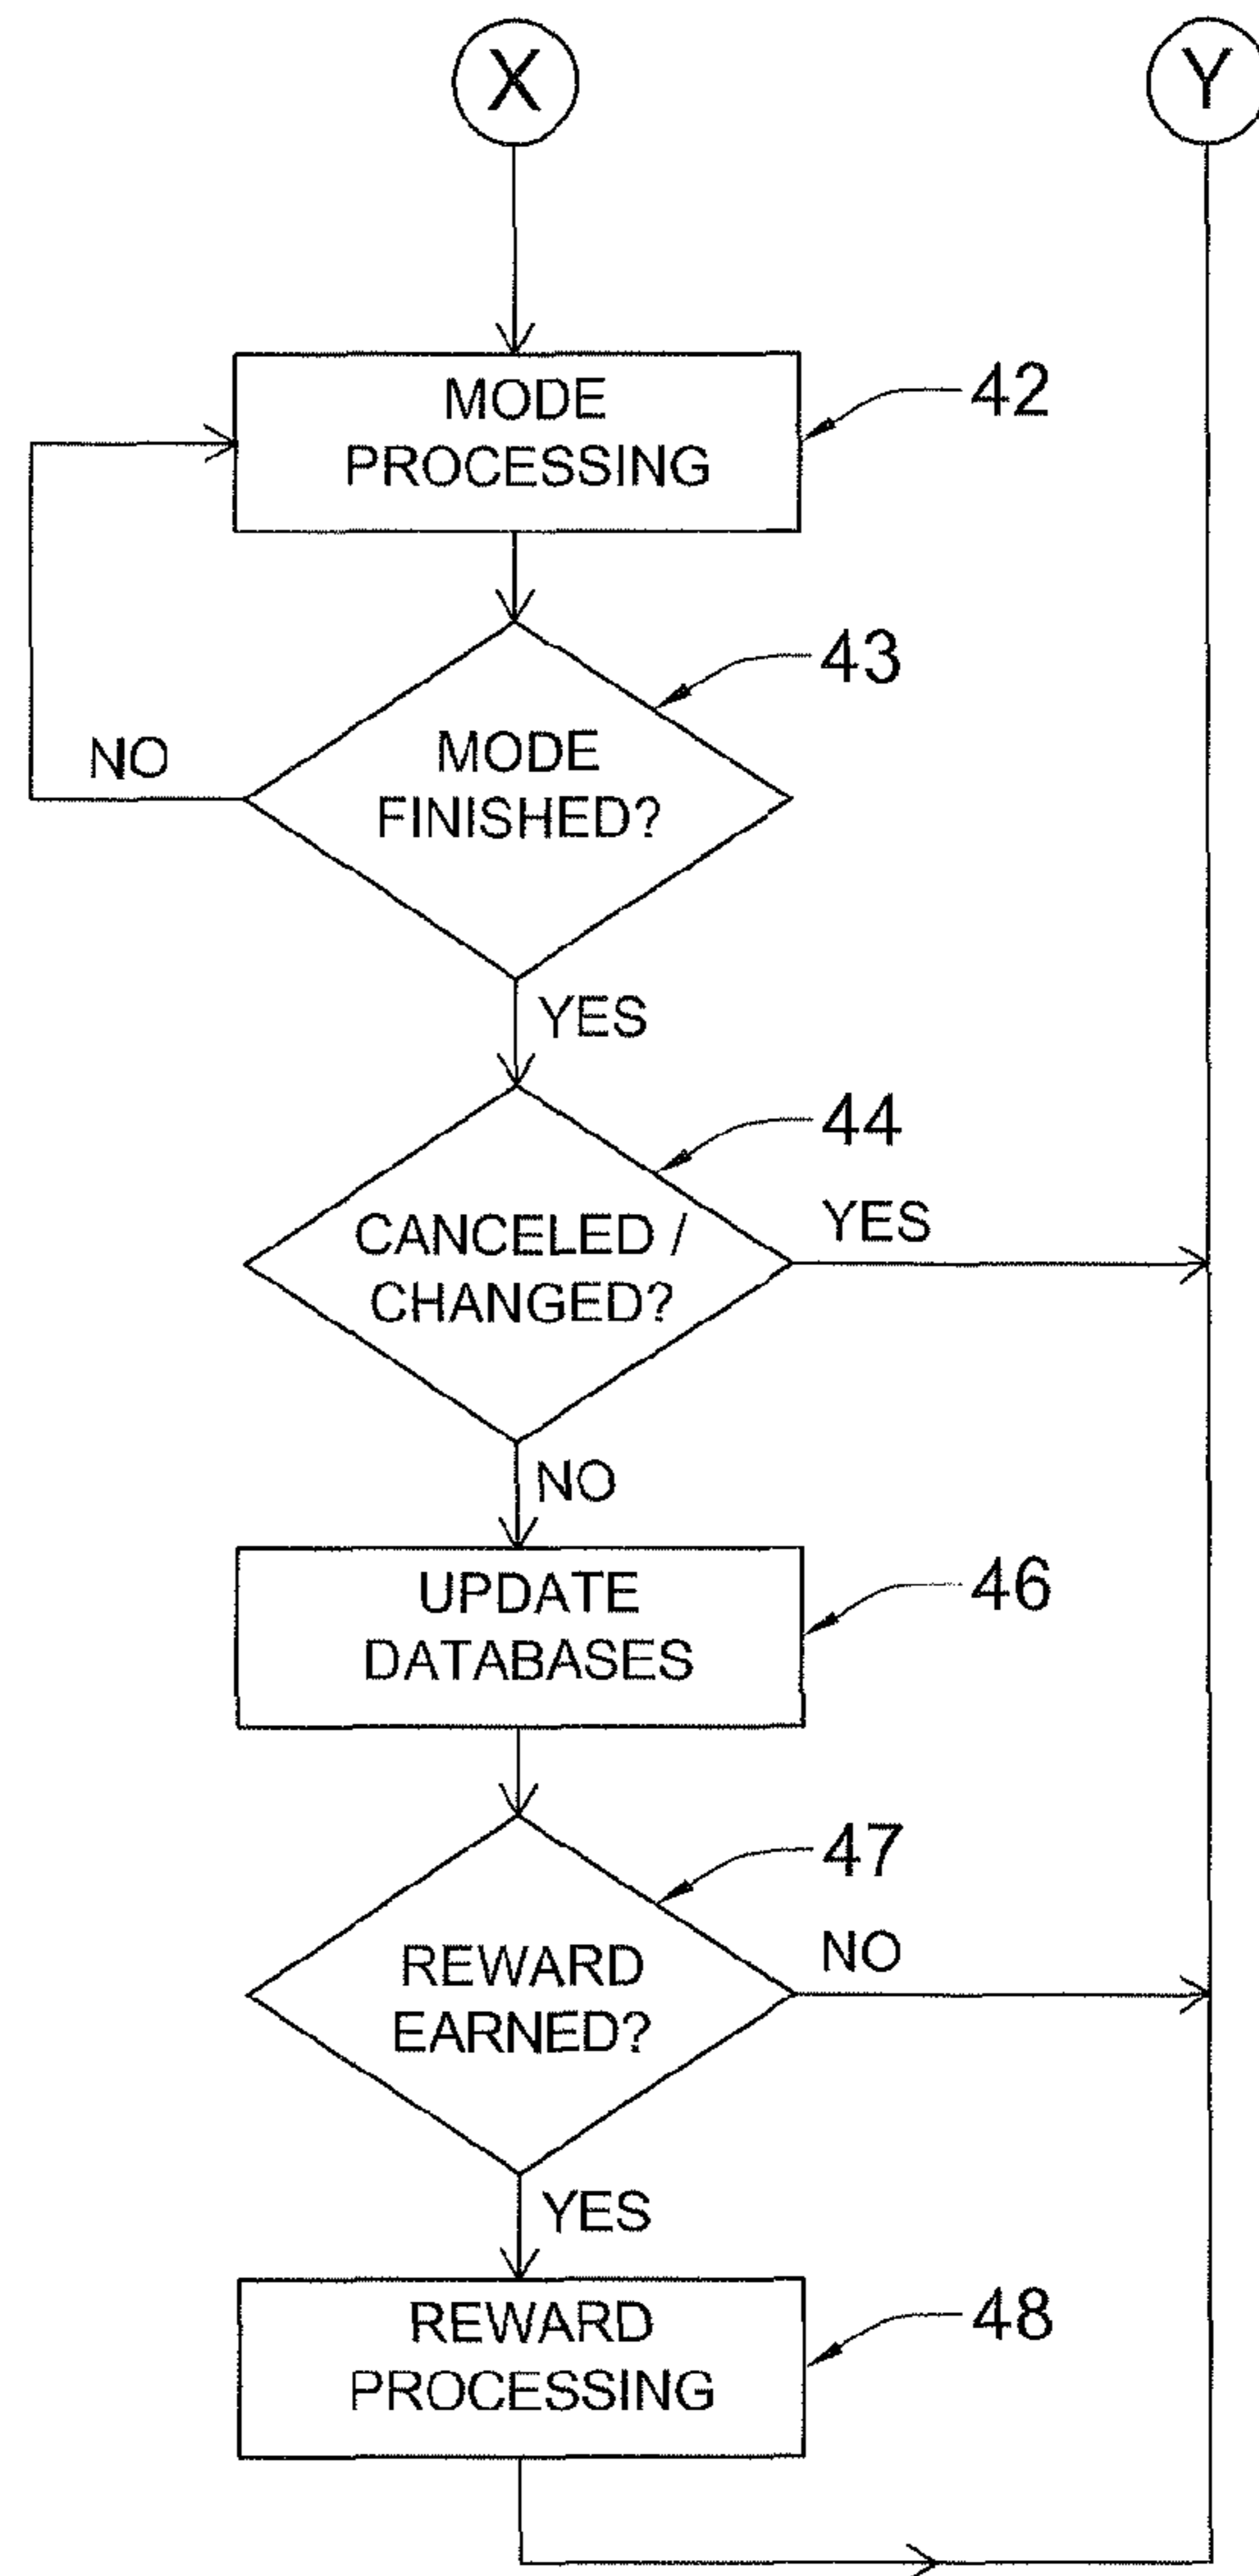 X
Y
MODE
PROCESSING
42
43
MODE
FINISHED?
NO
YES
44
CANCELED /
CHANGED?
YES
NO
UPDATE
DATABASES
46
47
REWARD
EARNED?
NO
YES
REWARD
PROCESSING
48